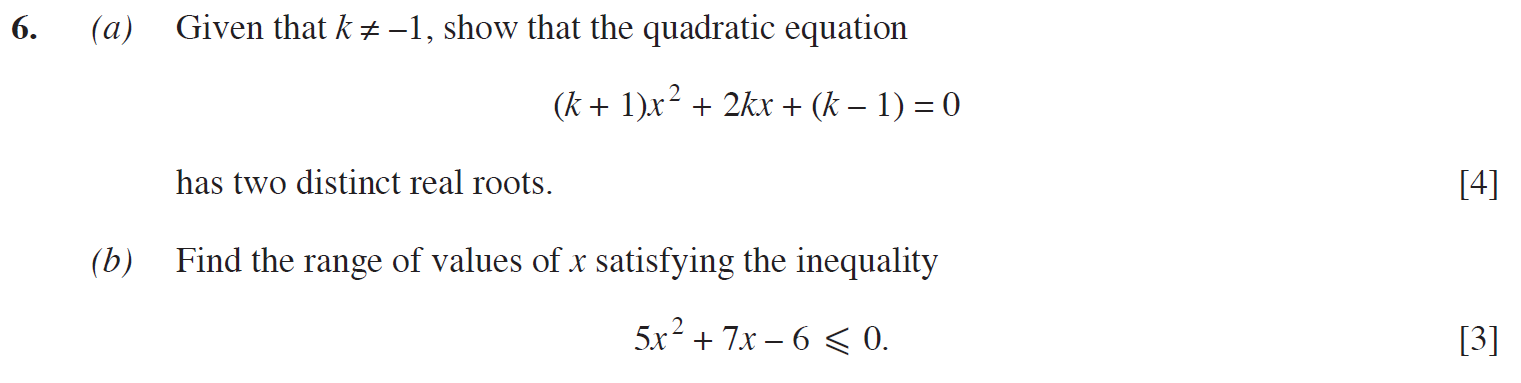 6. (a) Given that k ≠ –1, show that the quadratic equation
(k + 1)x² + 2kx + (k – 1) = 0
has two distinct real roots. [4]
(b) Find the range of values of x satisfying the inequality
5x² + 7x – 6 ⩽ 0. [3]